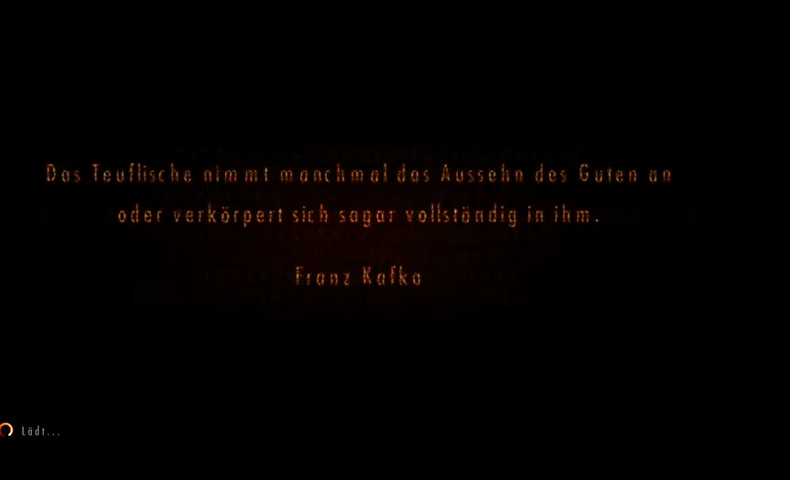 Das Teuflische nimmt manchmal das Aussehn des Guten an
oder verkörpert sich sogar vollständig in ihm.
Franz Kafka
Lädt...